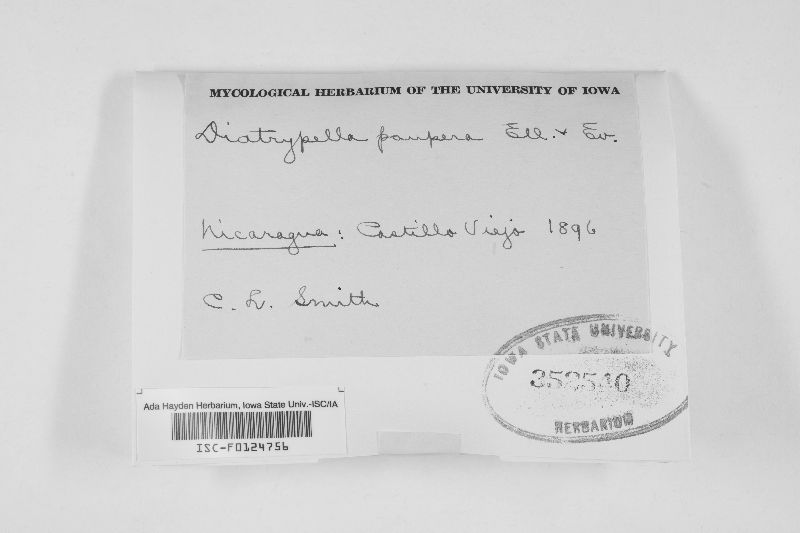 MYCOLOGICAL HERBARIUM OF THE UNIVERSITY OF IOWA
Diatrypella paupera Ell. & Ev.
Nicaragua: Castillo Viejo 1896
C. L. Smith
IOWA STATE UNIVERSITY
HERBARIUM
Ada Hayden Herbarium, Iowa State Univ.-ISC/IA
ISC-F0124756